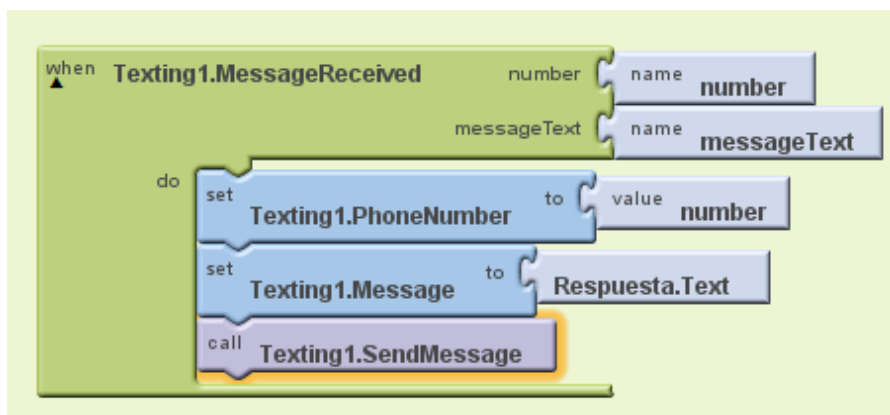 when Texting1.MessageReceived number name number
messageText name messageText
do
set Texting1.PhoneNumber to value number
set Texting1.Message to Respuesta.Text
call Texting1.SendMessage